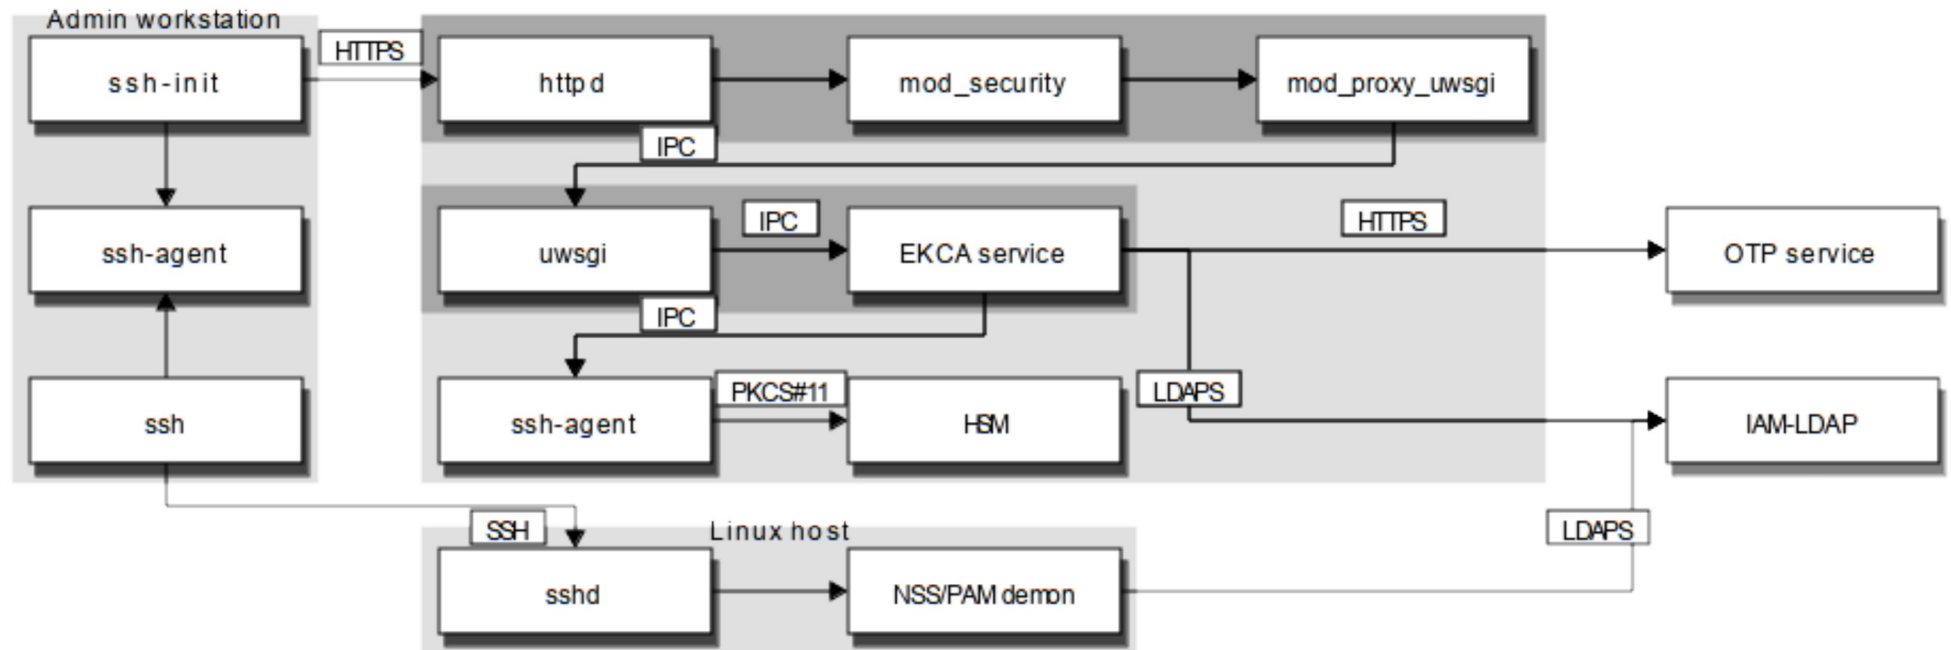 Admin workstation
ssh-init
HTTPS
httpd
mod_security
mod_proxy_uwsgi
IPC
ssh-agent
uwsgi
IPC
EKCA service
HTTPS
OTP service
IPC
ssh
ssh-agent
PKCS#11
HSM
LDAPS
IAM-LDAP
SSH
Linux host
LDAPS
sshd
NSS/PAM demon